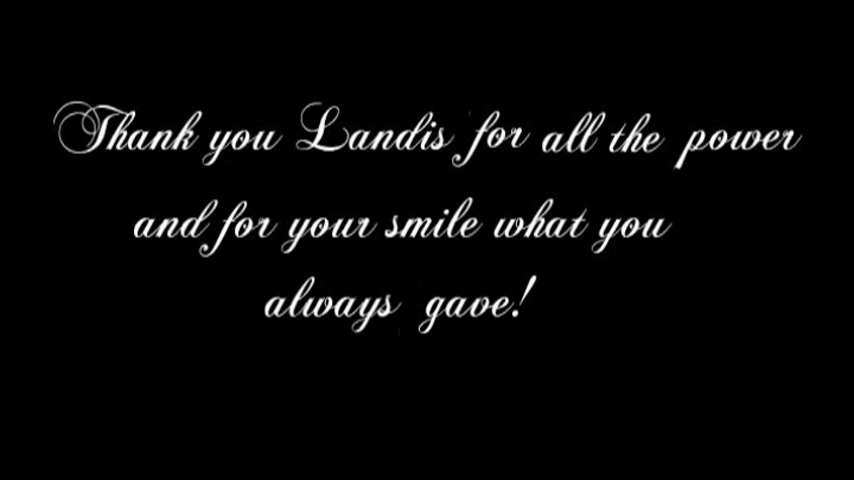 Thank you Landis for all the power
and for your smile what you
always gave!